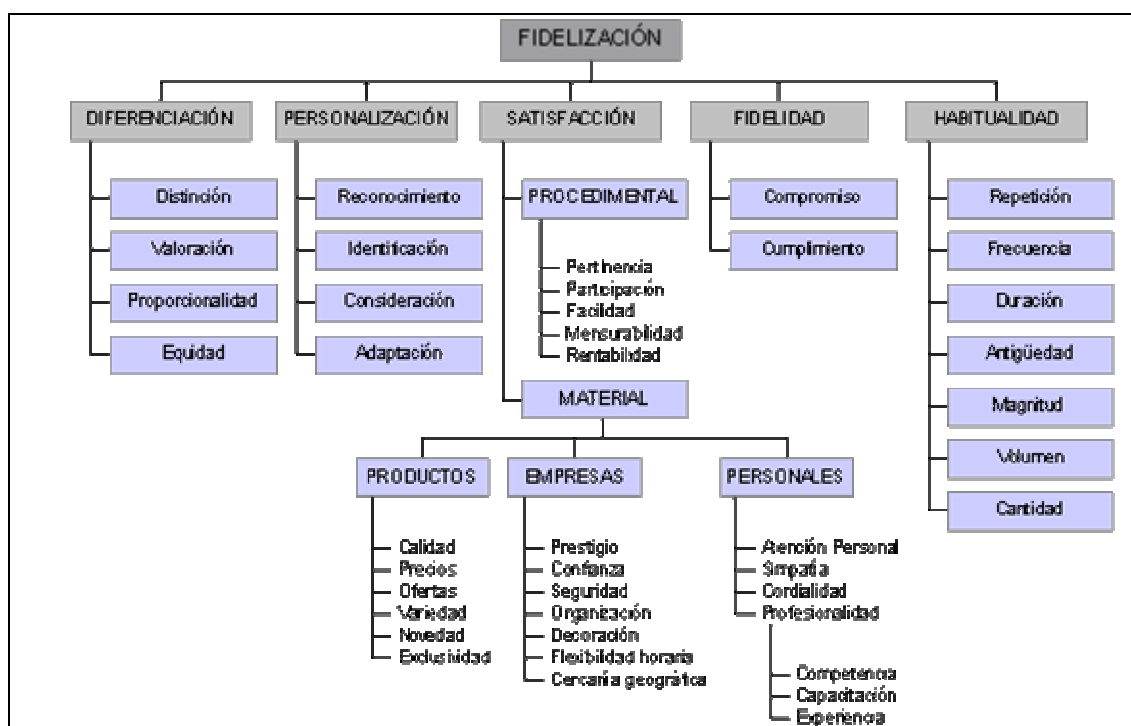 FIDELIZACIÓN
DIFERENCIACIÓN
Distinción
Valoración
Proporcionalidad
Equidad
PERSONALIZACIÓN
Reconocimiento
Identificación
Consideración
Adaptación
SATISFACCIÓN
PROCEDIMENTAL
Pertinencia
Participación
Facilidad
Mensurabilidad
Rentabilidad
MATERIAL
PRODUCTOS
Calidad
Precios
Ofertas
Variedad
Novedad
Exclusividad
EMPRESAS
Prestigio
Confianza
Seguridad
Organización
Decoración
Flexibilidad horaria
Cercanía geográfica
PERSONALES
Atención Personal
Simpatía
Cordialidad
Profesionalidad
Competencia
Capacitación
Experiencia
FIDELIDAD
Compromiso
Cumplimiento
HABITUALIDAD
Repetición
Frecuencia
Duración
Antigüedad
Magnitud
Volumen
Cantidad